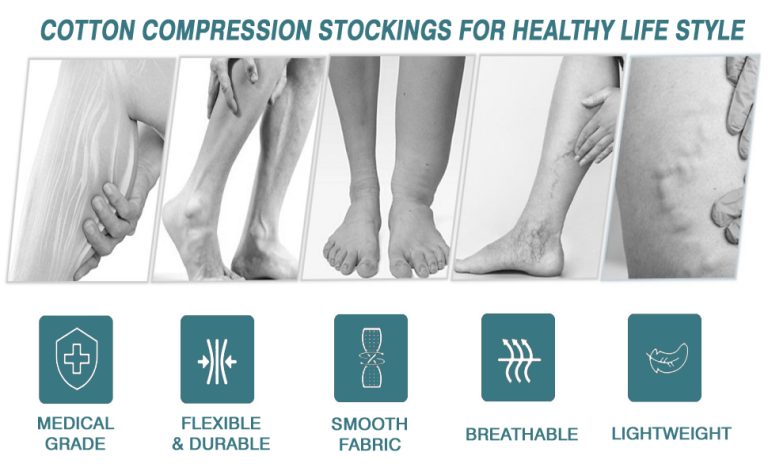 COTTON COMPRESSION STOCKINGS FOR HEALTHY LIFE STYLE
MEDICAL
GRADE
FLEXIBLE
& DURABLE
SMOOTH
FABRIC
BREATHABLE
LIGHTWEIGHT